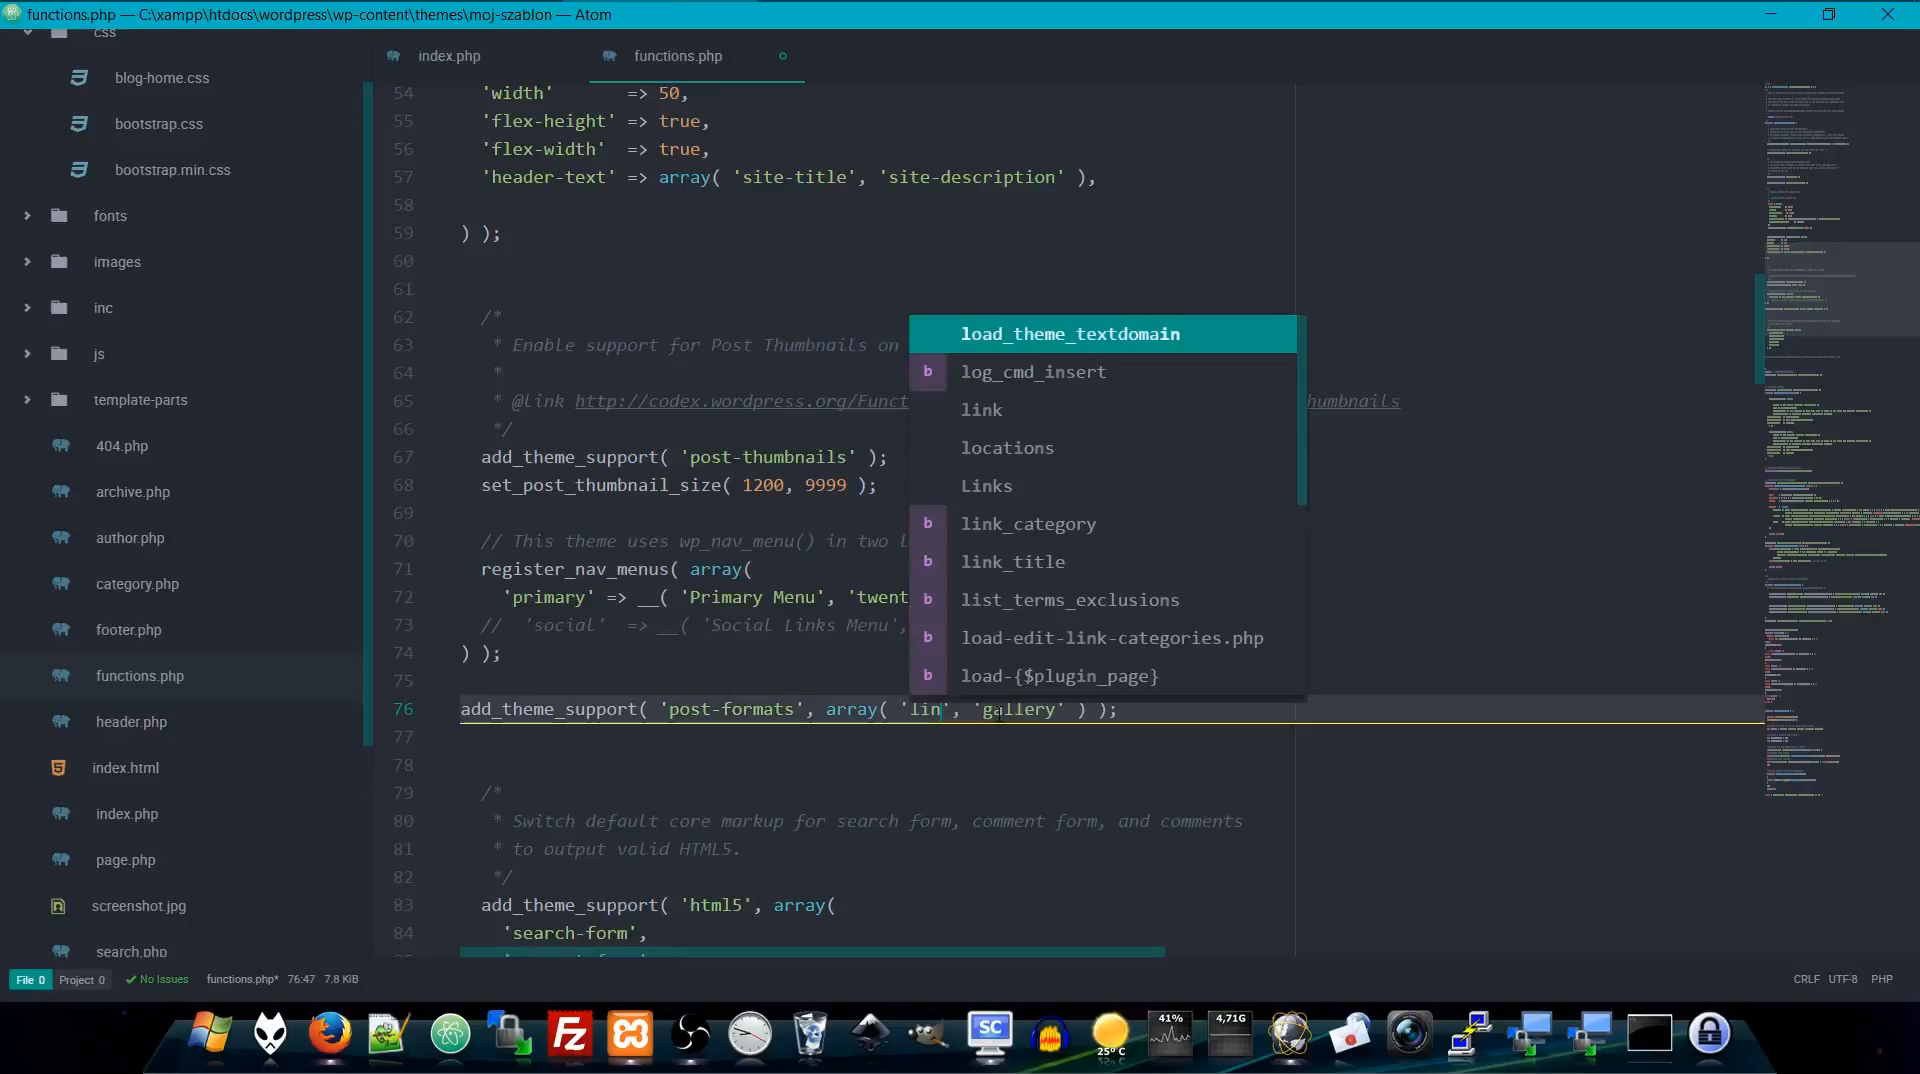 functions.php — C:\xampp\htdocs\wordpress\wp-content\themes\moj-szablon — Atom
css
blog-home.css
bootstrap.css
bootstrap.min.css
fonts
images
inc
js
template-parts
404.php
archive.php
author.php
category.php
footer.php
functions.php
header.php
index.html
index.php
page.php
screenshot.jpg
search.php
index.php
functions.php
54 'width' => 50,
55 'flex-height' => true,
56 'flex-width' => true,
57 'header-text' => array( 'site-title', 'site-description' ),
58
59 ) );
60
61
62 /*
63 * Enable support for Post Thumbnails on
64 *
65 * @link http://codex.wordpress.org/Funct humbnails
66 */
67 add_theme_support( 'post-thumbnails' );
68 set_post_thumbnail_size( 1200, 9999 );
69
70 // This theme uses wp_nav_menu() in two l
71 register_nav_menus( array(
72 'primary' => __( 'Primary Menu', 'twent
73 // 'social' => __( 'Social Links Menu',
74 ) );
75
76 add_theme_support( 'post-formats', array( 'lin', 'gallery' ) );
77
78
79 /*
80 * Switch default core markup for search form, comment form, and comments
81 * to output valid HTML5.
82 */
83 add_theme_support( 'html5', array(
84 'search-form',
load_theme_textdomain
b log_cmd_insert
link
locations
Links
b link_category
b link_title
b list_terms_exclusions
b load-edit-link-categories.php
b load-{$plugin_page}
File 0 Project 0 No Issues functions.php* 76:47 7.8 KiB CRLF UTF-8 PHP
Fz
SC
25° C
41%
4,71G